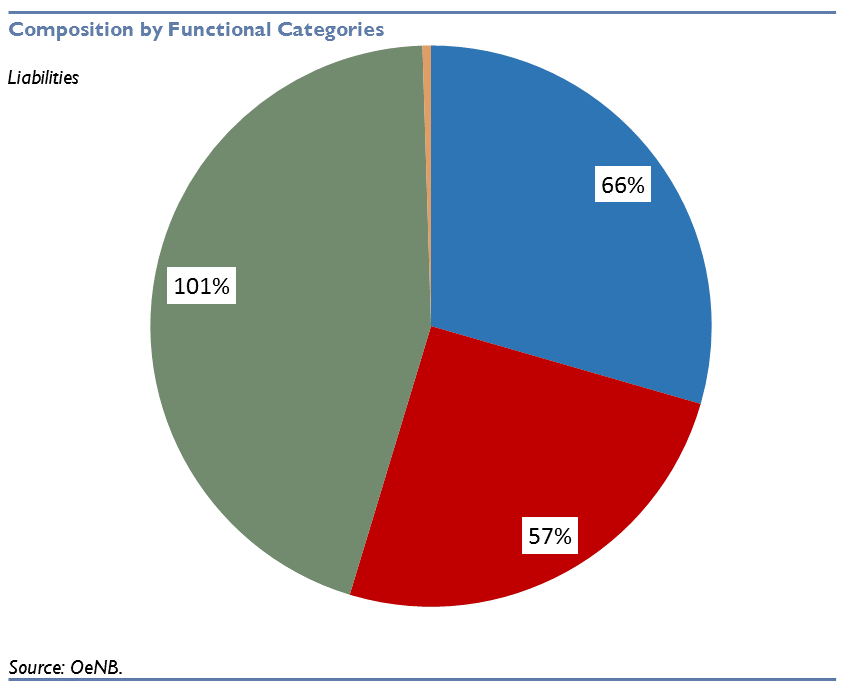 Composition by Functional Categories
Liabilities
66%
101%
57%
Source: OeNB.